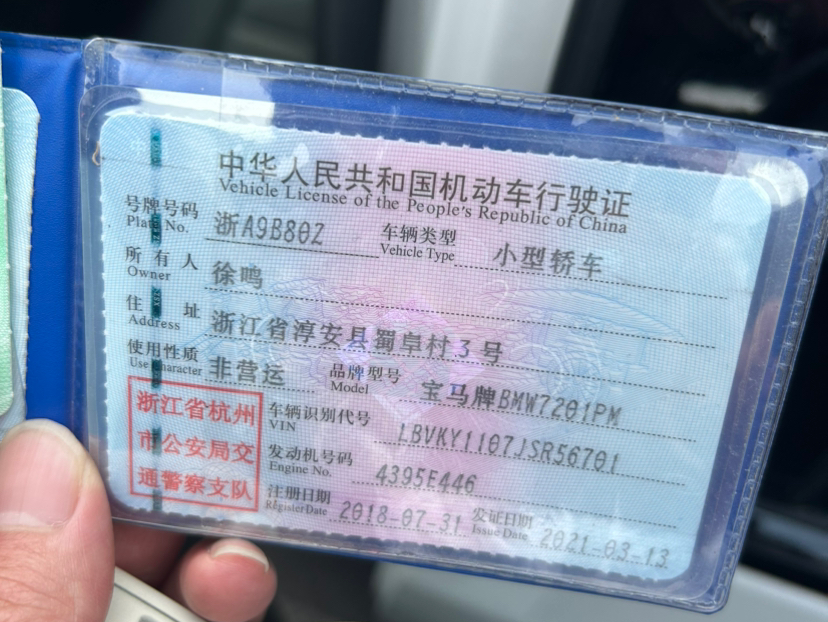 中华人民共和国机动车行驶证
Vehicle License of the People's Republic of China
号牌号码 浙A9B80Z 车辆类型 小型轿车
Plate No. Vehicle Type
所有人 徐鸣
Owner
住址 浙江省淳安县蜀阜村3号
Address
使用性质 非营运 品牌型号 宝马牌BMW7201PM
Use Character Model
浙江省杭州
市公安局交
通警察支队
车辆识别代号 LBVKY1107JSR56701
VIN
发动机号码 4395E446
Engine No.
注册日期 2018-07-31 发证日期 2021-03-13
Register Date Issue Date